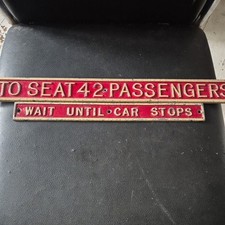 TO SEAT 42 PASSENGERS
WAIT UNTIL CAR STOPS